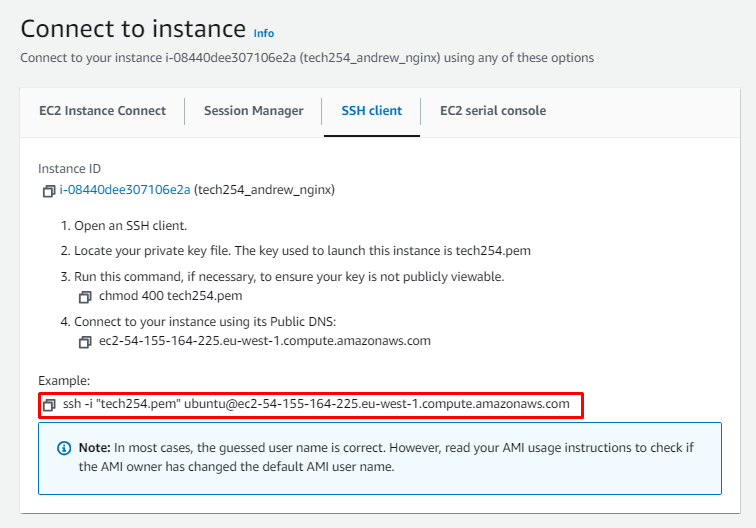 Connect to instance Info
Connect to your instance i-08440dee307106e2a (tech254_andrew_nginx) using any of these options
EC2 Instance Connect Session Manager SSH client EC2 serial console
Instance ID
i-08440dee307106e2a (tech254_andrew_nginx)
1. Open an SSH client.
2. Locate your private key file. The key used to launch this instance is tech254.pem
3. Run this command, if necessary, to ensure your key is not publicly viewable.
chmod 400 tech254.pem
4. Connect to your instance using its Public DNS:
ec2-54-155-164-225.eu-west-1.compute.amazonaws.com
Example:
ssh -i "tech254.pem" ubuntu@ec2-54-155-164-225.eu-west-1.compute.amazonaws.com
Note: In most cases, the guessed user name is correct. However, read your AMI usage instructions to check if
the AMI owner has changed the default AMI user name.